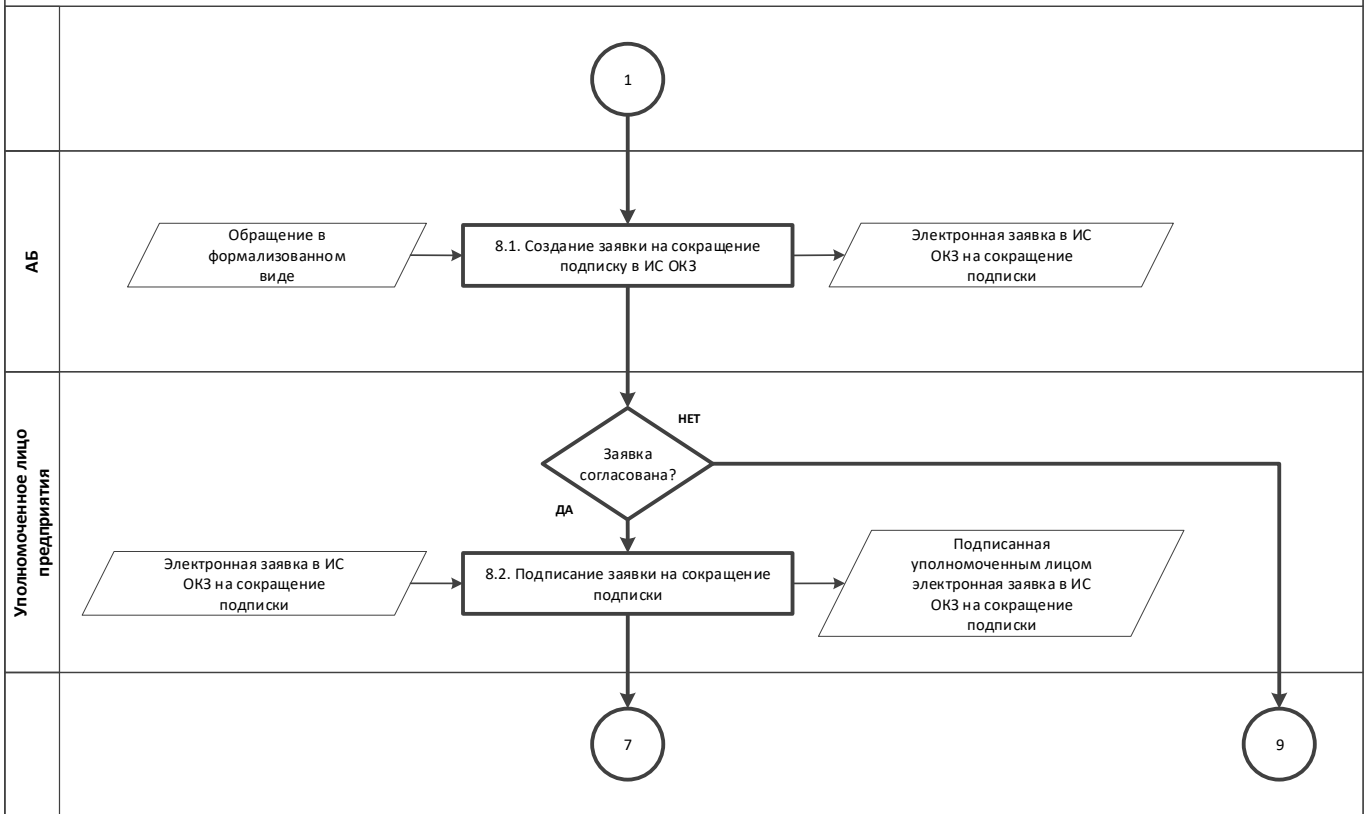 1
АБ
Обращение в
формализованном
виде
8.1. Создание заявки на сокращение
подписку в ИС ОКЗ
Электронная заявка в ИС
ОКЗ на сокращение
подписки
Уполномоченное лицо
предприятия
НЕТ
Заявка
согласована?
ДА
Электронная заявка в ИС
ОКЗ на сокращение
подписки
8.2. Подписание заявки на сокращение
подписки
Подписанная
уполномоченным лицом
электронная заявка в ИС
ОКЗ на сокращение
подписки
7
9